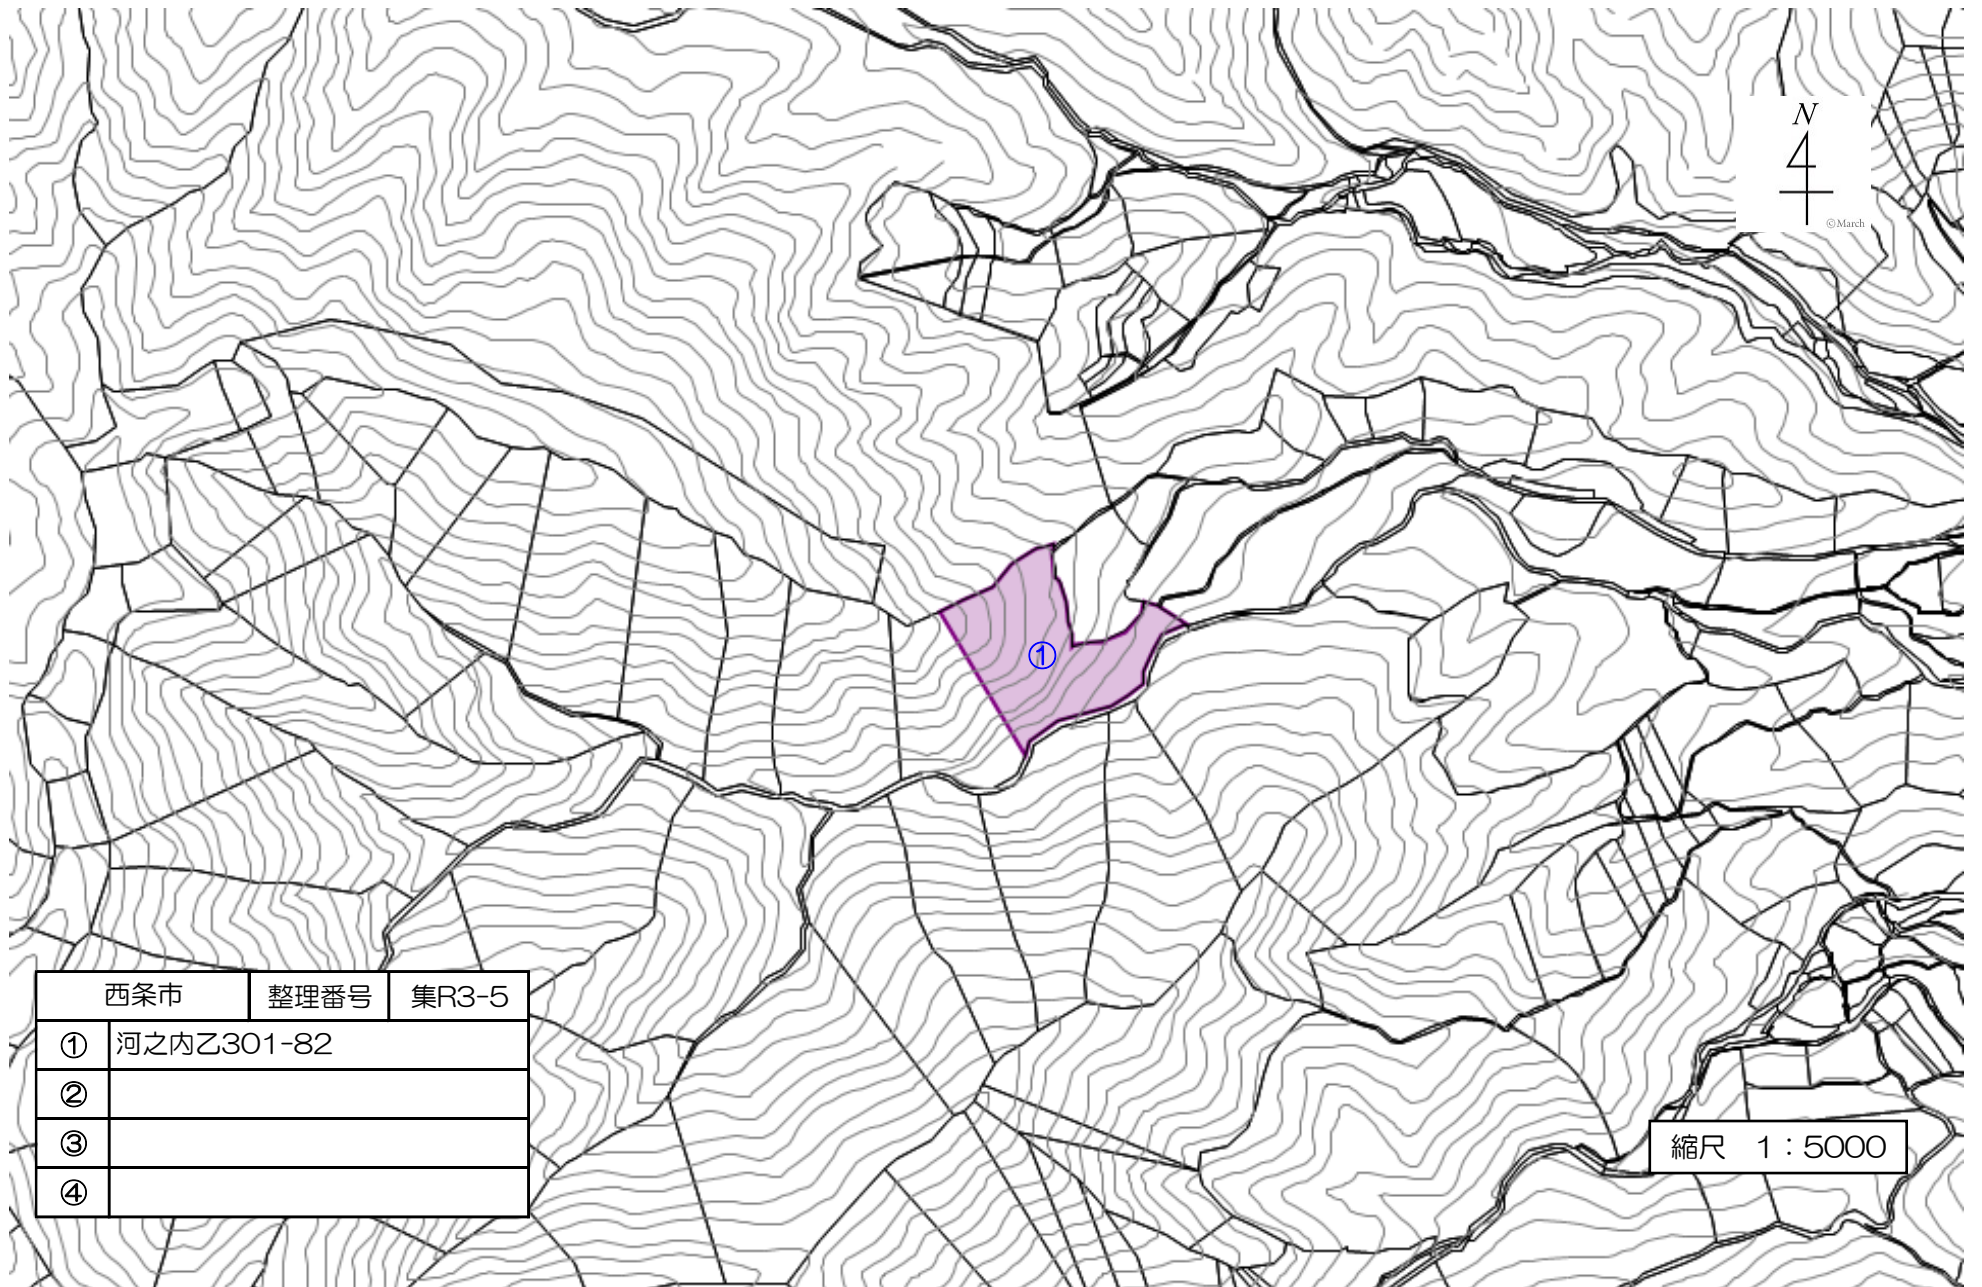 N
©March
①
西条市 整理番号 集R3-5
① 河之内乙301-82
②
③
④
縮尺 1：5000